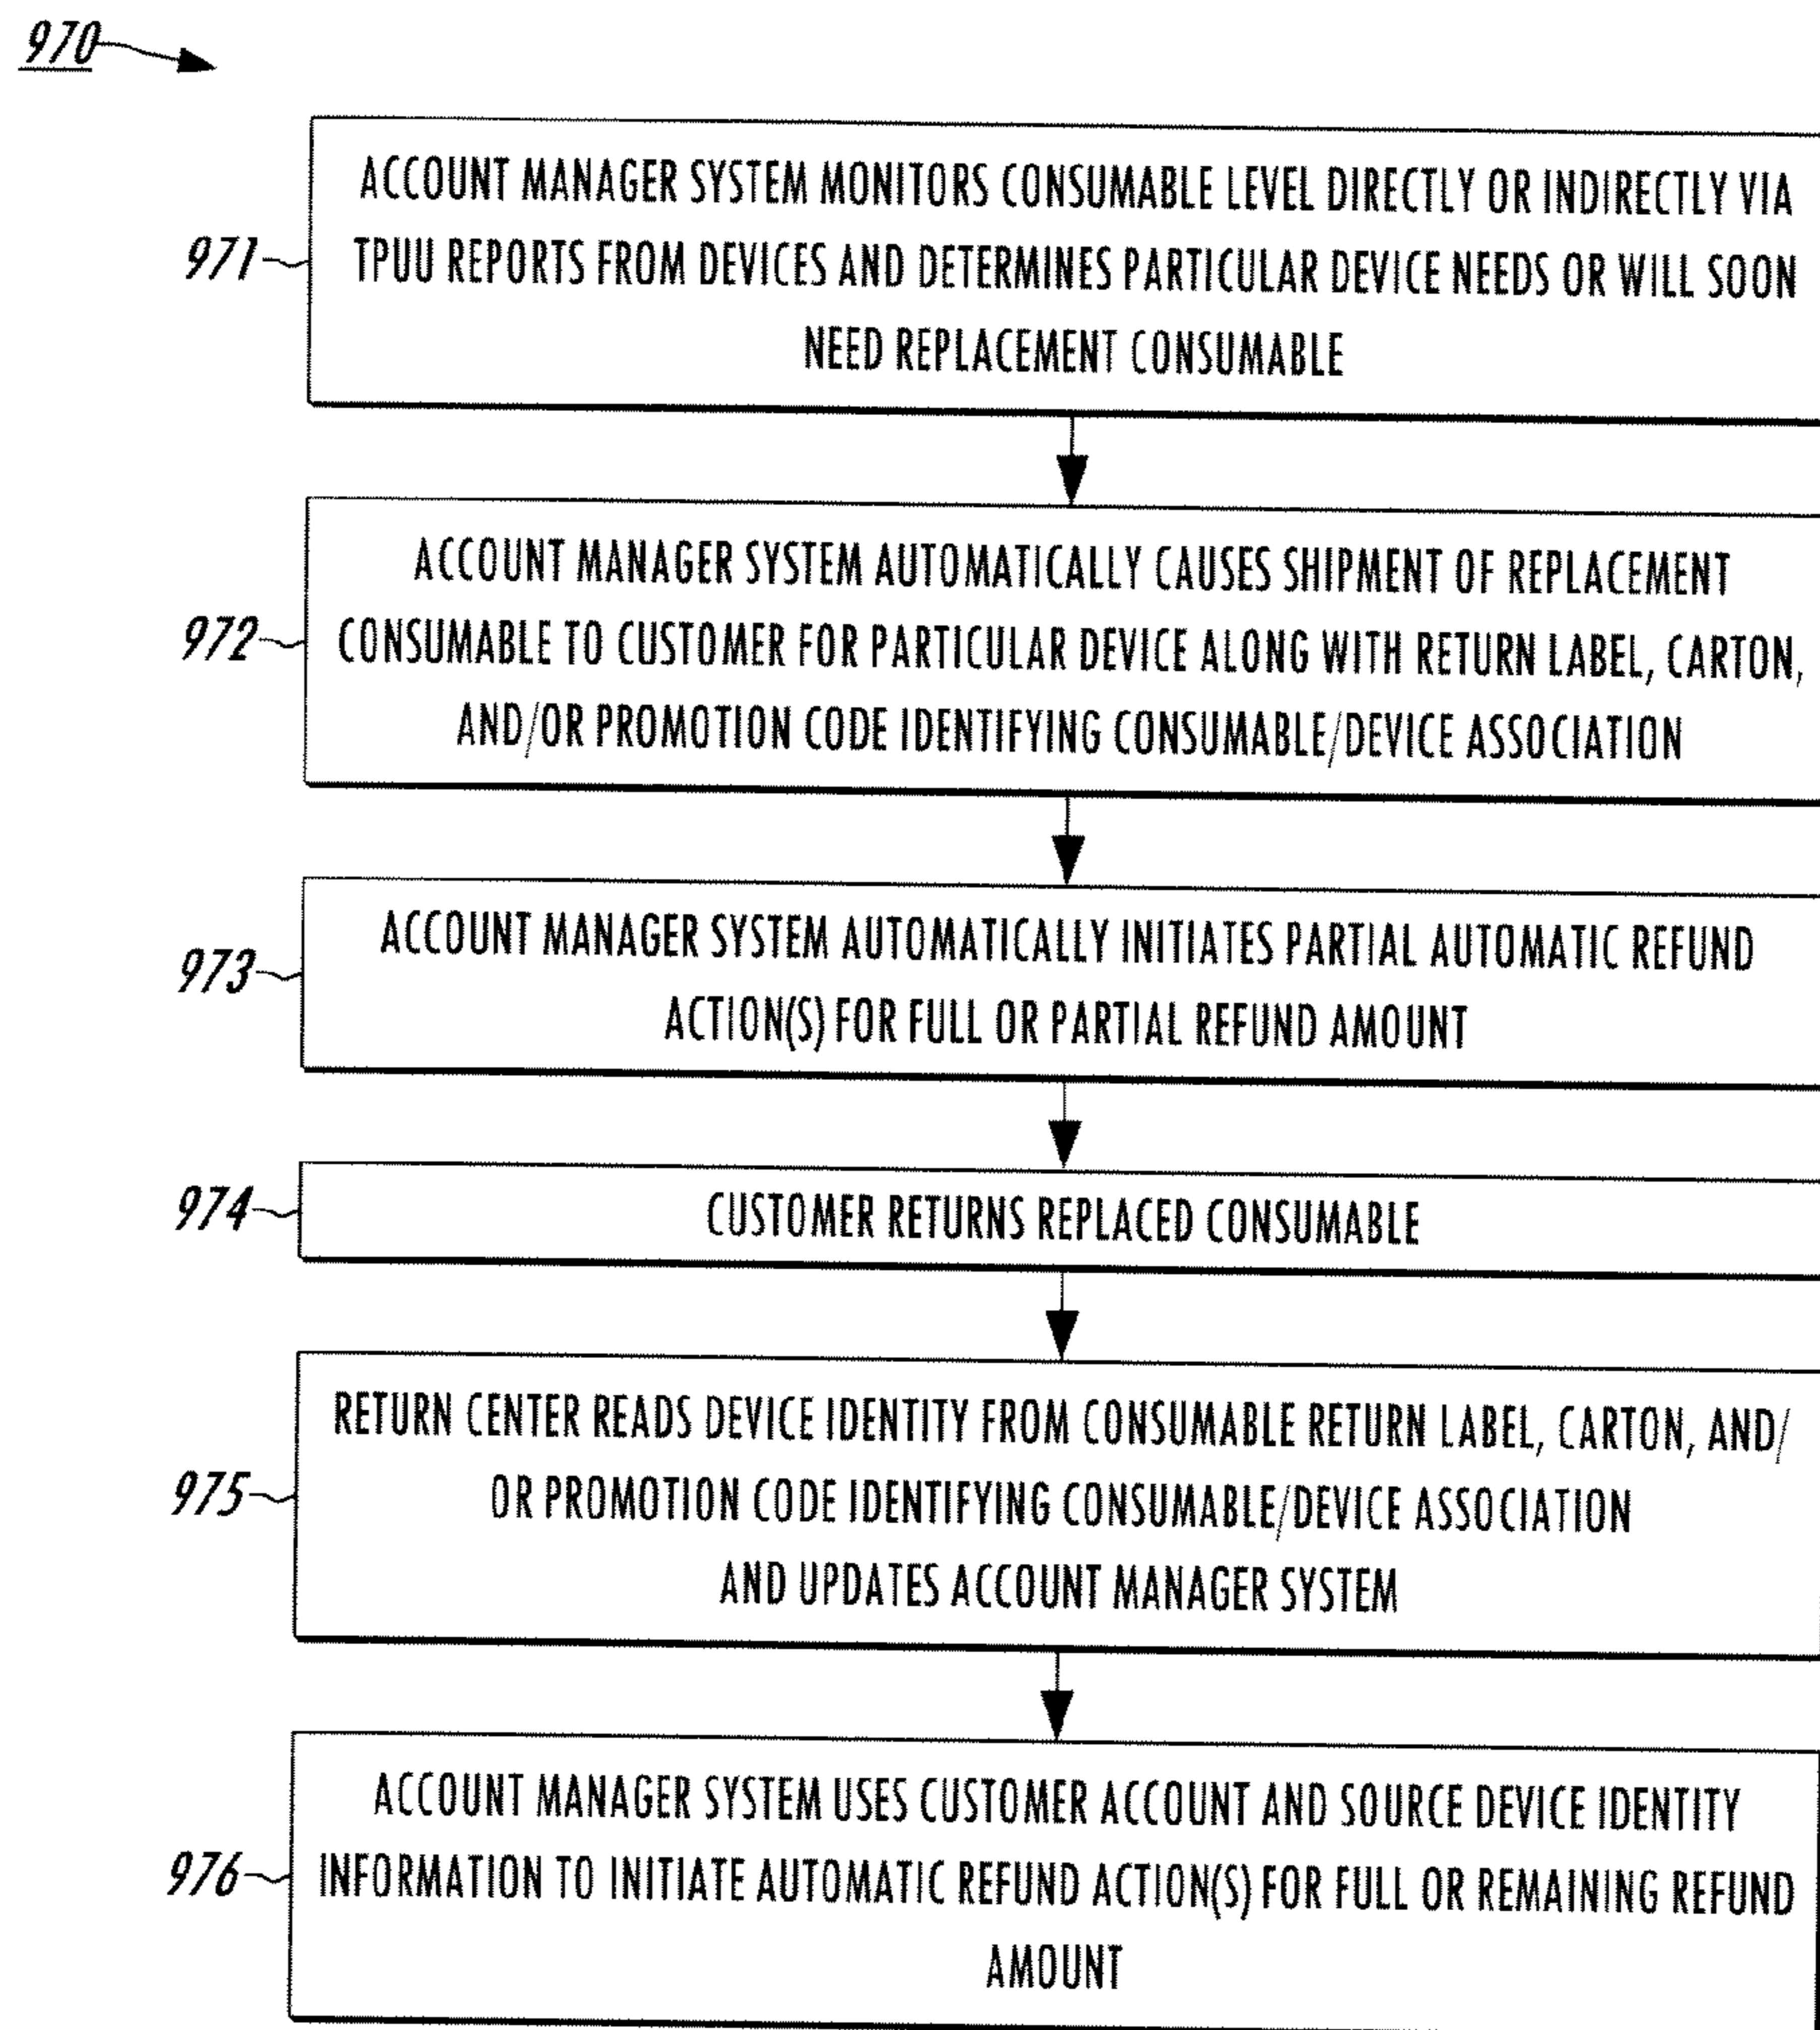 970
971
ACCOUNT MANAGER SYSTEM MONITORS CONSUMABLE LEVEL DIRECTLY OR INDIRECTLY VIA
TPUU REPORTS FROM DEVICES AND DETERMINES PARTICULAR DEVICE NEEDS OR WILL SOON
NEED REPLACEMENT CONSUMABLE
972
ACCOUNT MANAGER SYSTEM AUTOMATICALLY CAUSES SHIPMENT OF REPLACEMENT
CONSUMABLE TO CUSTOMER FOR PARTICULAR DEVICE ALONG WITH RETURN LABEL, CARTON,
AND/OR PROMOTION CODE IDENTIFYING CONSUMABLE/DEVICE ASSOCIATION
973
ACCOUNT MANAGER SYSTEM AUTOMATICALLY INITIATES PARTIAL AUTOMATIC REFUND
ACTION(S) FOR FULL OR PARTIAL REFUND AMOUNT
974
CUSTOMER RETURNS REPLACED CONSUMABLE
975
RETURN CENTER READS DEVICE IDENTITY FROM CONSUMABLE RETURN LABEL, CARTON, AND/
OR PROMOTION CODE IDENTIFYING CONSUMABLE/DEVICE ASSOCIATION
AND UPDATES ACCOUNT MANAGER SYSTEM
976
ACCOUNT MANAGER SYSTEM USES CUSTOMER ACCOUNT AND SOURCE DEVICE IDENTITY
INFORMATION TO INITIATE AUTOMATIC REFUND ACTION(S) FOR FULL OR REMAINING REFUND
AMOUNT